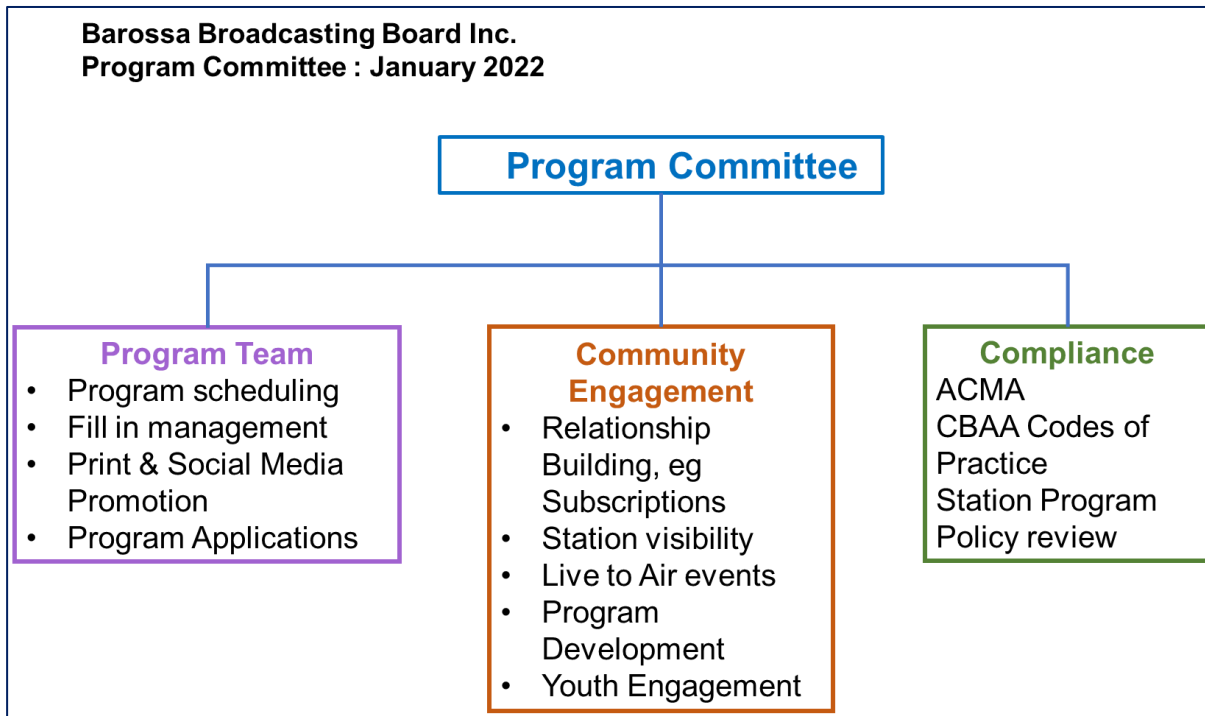 Barossa Broadcasting Board Inc.
Program Committee : January 2022
Program Committee
Program Team
• Program scheduling
• Fill in management
• Print & Social Media
Promotion
• Program Applications
Community
Engagement
• Relationship
Building, eg
Subscriptions
• Station visibility
• Live to Air events
• Program
Development
• Youth Engagement
Compliance
ACMA
CBAA Codes of
Practice
Station Program
Policy review